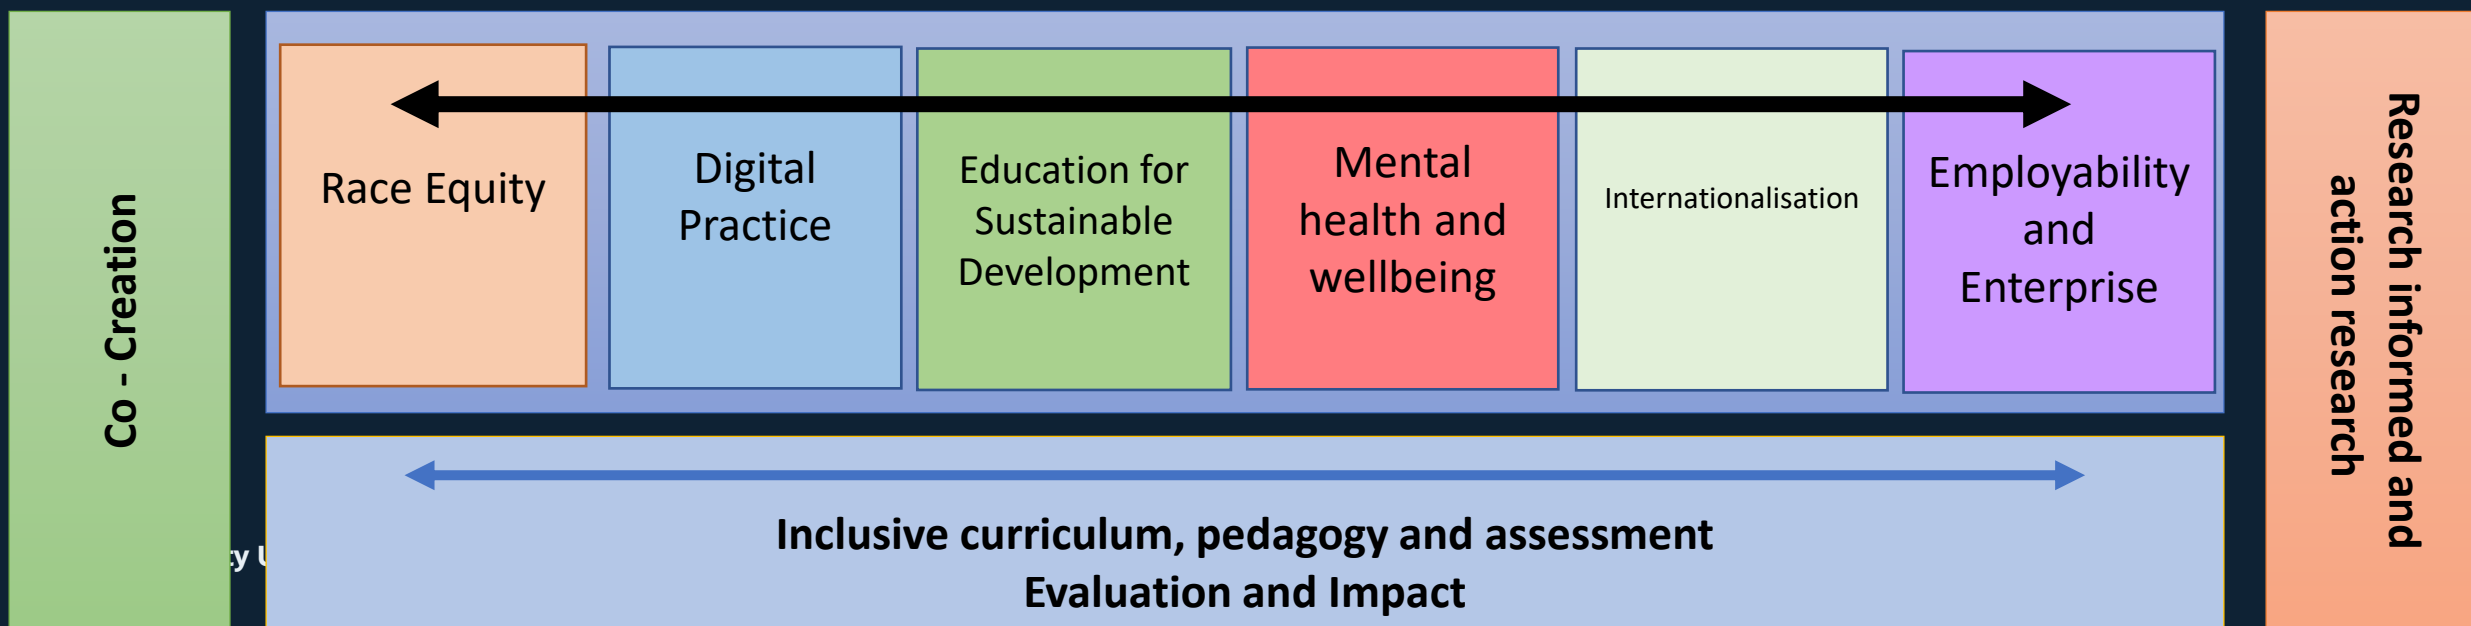 Co - Creation
Race Equity
Digital
Practice
Education for
Sustainable
Development
Mental
health and
wellbeing
Internationalisation
Employability
and
Enterprise
Research informed and
action research
Inclusive curriculum, pedagogy and assessment
Evaluation and Impact